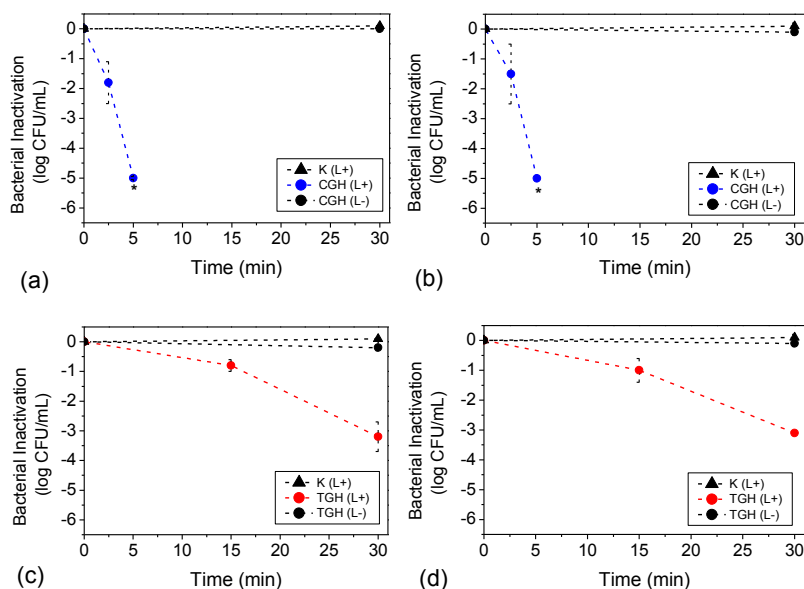 0
-1
-2
-3
-4
-5
-6
Bacterial Inactivation
(log CFU/mL)
*
K (L+)
CGH (L+)
CGH (L-)
0 5 10 15 20 25 30
Time (min)
(a)
0
-1
-2
-3
-4
-5
-6
Bacterial Inactivation
(log CFU/mL)
*
K (L+)
CGH (L+)
CGH (L-)
0 5 10 15 20 25 30
Time (min)
(b)
0
-1
-2
-3
-4
-5
-6
Bacterial Inactivation
(log CFU/mL)
K (L+)
TGH (L+)
TGH (L-)
0 5 10 15 20 25 30
Time (min)
(c)
0
-1
-2
-3
-4
-5
-6
Bacterial Inactivation
(log CFU/mL)
K (L+)
TGH (L+)
TGH (L-)
0 5 10 15 20 25 30
Time (min)
(d)